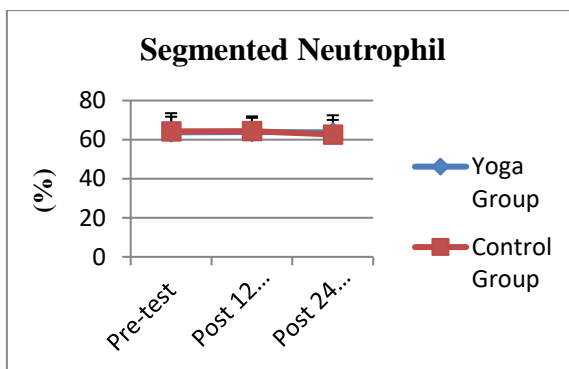 Segmented Neutrophil
80
60
40
20
0
(%)
Pre-test
Post 12...
Post 24...
Yoga
Group
Control
Group